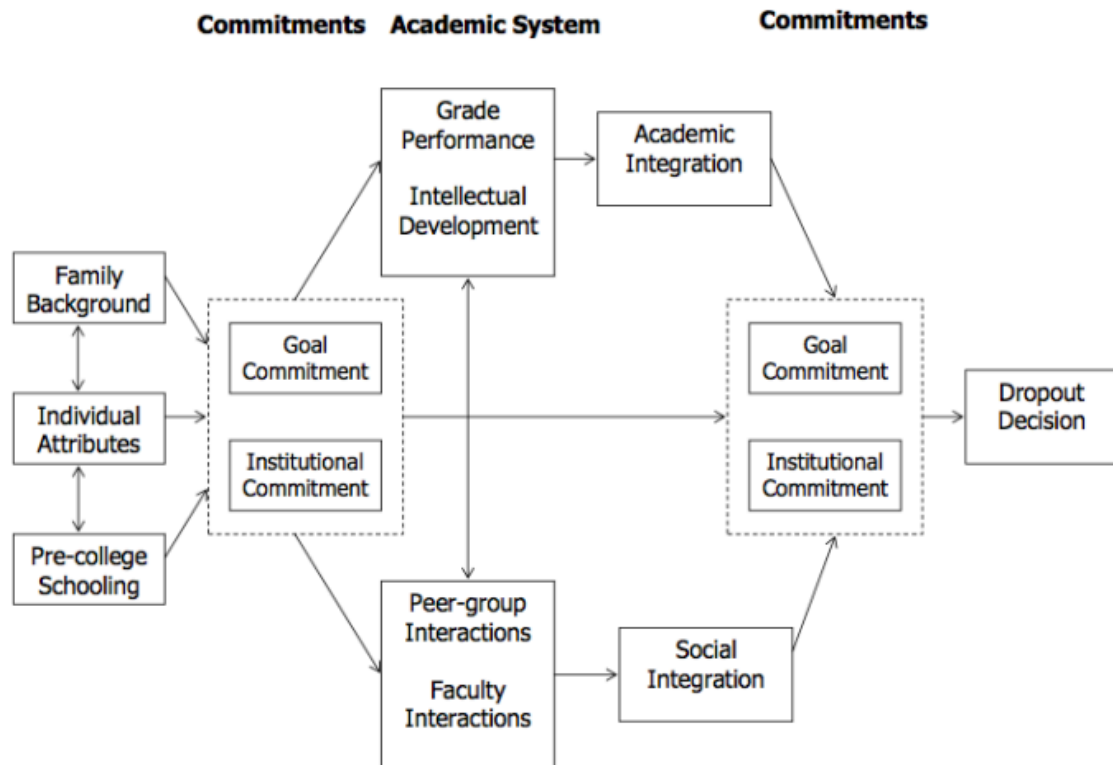 Commitments
Academic System
Commitments
Grade
Performance
Intellectual
Development
Academic
Integration
Family
Background
Individual
Attributes
Pre-college
Schooling
Goal
Commitment
Institutional
Commitment
Goal
Commitment
Institutional
Commitment
Dropout
Decision
Peer-group
Interactions
Faculty
Interactions
Social
Integration